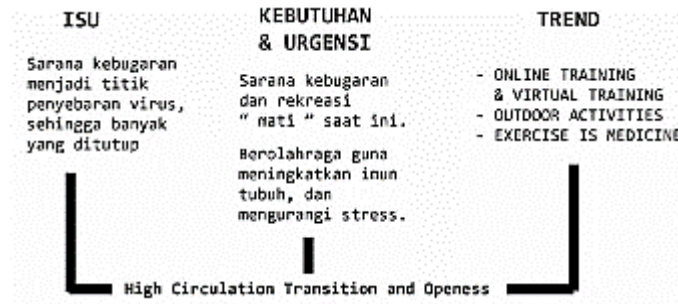 ISU
Sarana kebugaran
menjadi titik
penyebaran virus,
sehingga banyak
yang ditutup
KEBUTUHAN
& URGENSI
Sarana kebugaran
dan rekreasi
" mati " saat ini.
Berolahraga guna
meningkatkan imun
tubuh, dan
mengurangi stress.
TREND
- ONLINE TRAINING
& VIRTUAL TRAINING
- OUTDOOR ACTIVITIES
- EXERCISE IS MEDICINE
High Circulation Transition and Openess